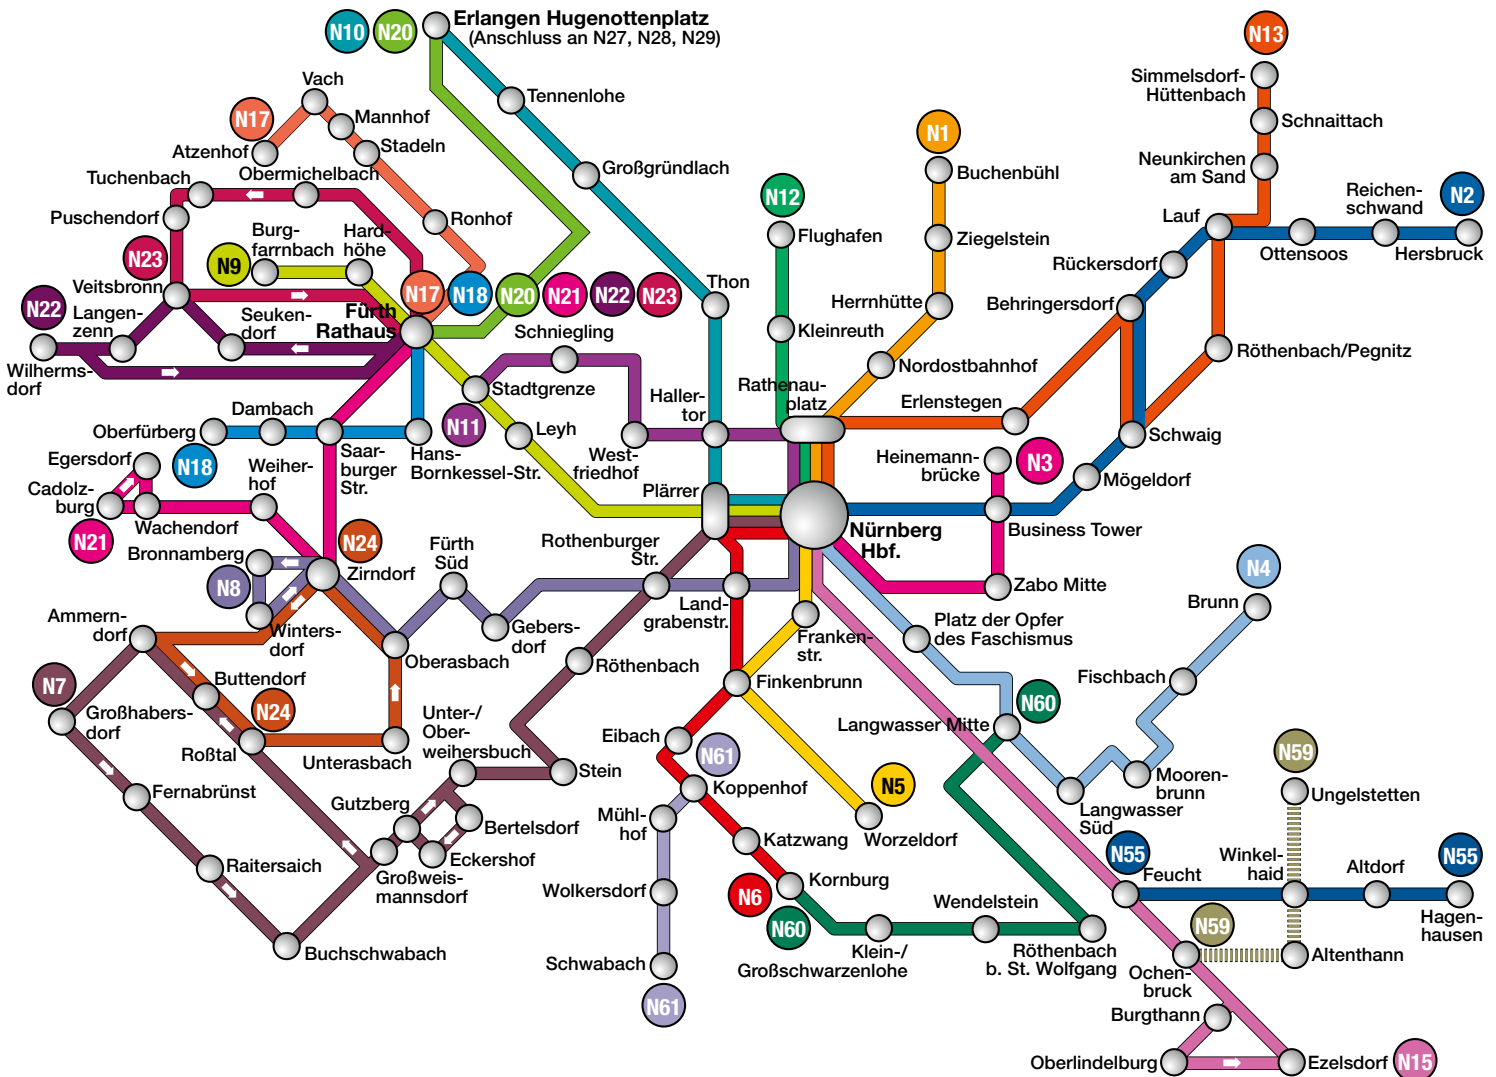 N10
N20
Erlangen Hugenottenplatz
(Anschluss an N27, N28, N29)
N13
Simmelsdorf-
Hüttenbach
Schnaittach
Neunkirchen
am Sand
Vach
N17
Mannhof
Atzenhof
Stadeln
Tennenlohe
Großgründlach
N1
Buchenbühl
Ziegelstein
Herrnhütte
Nordostbahnhof
N12
Flughafen
Kleinreuth
Lauf
Reichen-
schwand
N2
Ottensoos
Hersbruck
Rückersdorf
Behringersdorf
Röthenbach/Pegnitz
Erlenstegen
Schwaig
Mögeldorf
Tuchenbach
Obermichelbach
Puschendorf
Ronhof
Burg-
farrnbach
Hard-
höhe
N23
N9
Veitsbronn
N22
Langen-
zenn
Seuken-
dorf
Wilherms-
dorf
Fürth
Rathaus
N17
N18
N20
N21
N22
N23
Thon
Schniegling
Stadtgrenze
N11
Leyh
West-
friedhof
Haller-
tor
Rathenau-
platz
Plärrer
Nürnberg
Hbf.
Heinemann-
brücke
N3
Business Tower
Zabo Mitte
Dambach
Oberfürberg
N18
Saar-
burger
Str.
Hans-
Bornkessel-Str.
Egersdorf
Cadolz-
burg
N21
Wachendorf
Weiher-
hof
Bronnamberg
N24
Zirndorf
N8
Winters-
dorf
Fürth
Süd
Gebers-
dorf
Oberasbach
Rothenburger
Str.
Land-
grabenstr.
Franken-
str.
Platz der Opfer
des Faschismus
N4
Brunn
Fischbach
Ammern-
dorf
N7
Großhabers-
dorf
Buttendorf
N24
Roßtal
Unterasbach
Unter-/
Ober-
weihersbuch
Röthenbach
Stein
Finkenbrunn
Eibach
N61
Koppenhof
Langwasser Mitte
N60
Mooren-
brunn
Langwasser
Süd
N59
Ungelstetten
N5
Worzeldorf
Fernabrünst
Gutzberg
Bertelsdorf
Eckershof
Großweis-
mannsdorf
Raitersaich
Buchschwabach
Mühl-
hof
Katzwang
Wolkersdorf
Kornburg
N6
N60
Schwabach
N61
Klein-/
Großschwarzenlohe
Wendelstein
Röthenbach
b. St. Wolfgang
N55
Feucht
Winkel-
haid
Altdorf
N55
Hagen-
hausen
N59
Ochen-
bruck
Altenthann
Burgthann
Oberlindelburg
Ezelsdorf
N15